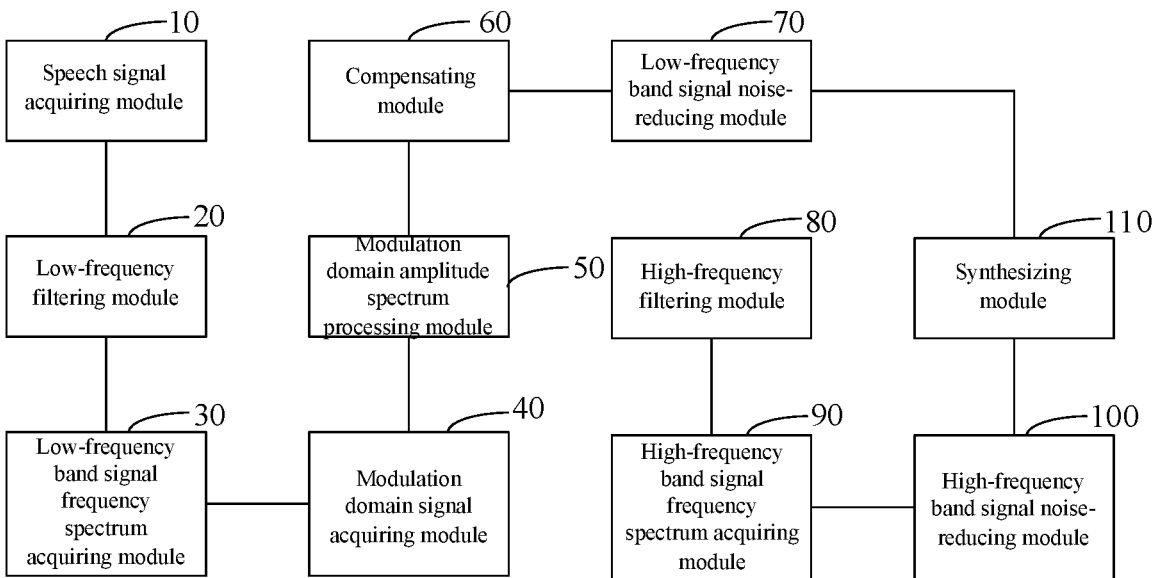 10
Speech signal
acquiring module
60
Compensating
module
70
Low-frequency
band signal noise-
reducing module
20
Low-frequency
filtering module
Modulation
domain amplitude
spectrum
processing module
50
80
High-frequency
filtering module
110
Synthesizing
module
30
Low-frequency
band signal
frequency
spectrum
acquiring module
40
Modulation
domain signal
acquiring module
90
High-frequency
band signal
frequency
spectrum acquiring
module
100
High-frequency
band signal noise-
reducing module